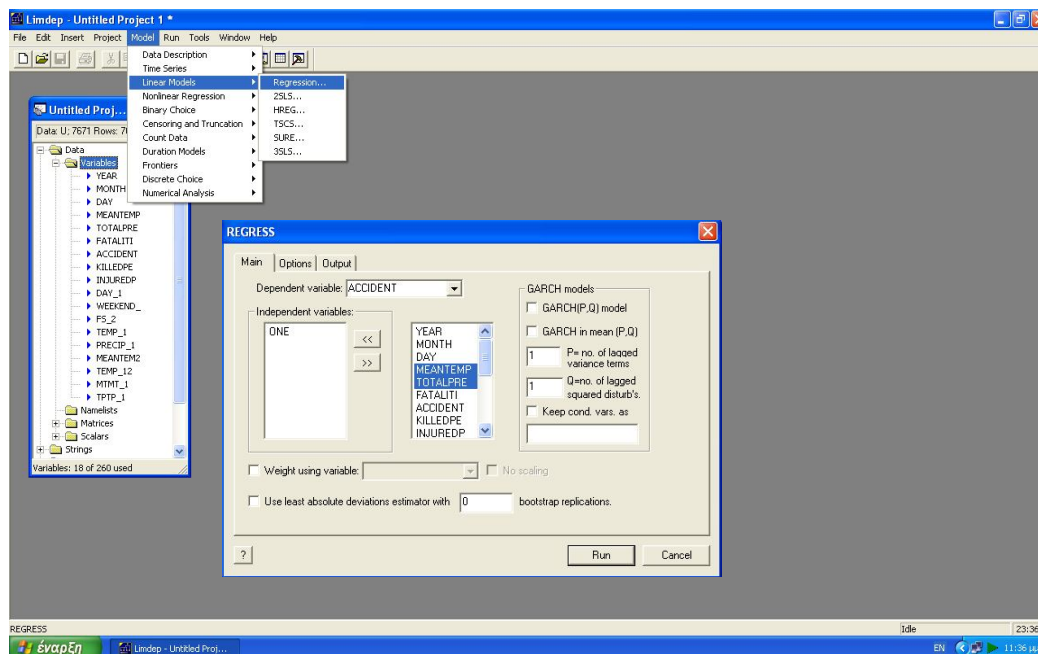 Limdep - Untitled Project 1 *
File Edit Insert Project Model Run Tools Window Help
Data Description
Time Series
Linear Models
Nonlinear Regression
Binary Choice
Censoring and Truncation
Count Data
Duration Models
Frontiers
Discrete Choice
Numerical Analysis
Regression...
2SLS...
HREG...
TSCS...
SURE...
3SLS...
Untitled Proj...
Data: U; 7671 Rows:
Data
Variables
YEAR
MONTH
DAY
MEANTEMP
TOTALPRE
FATALITI
ACCIDENT
KILLEDPE
INJUREDP
DAY_1
WEEKEND_
FS_2
TEMP_1
PRECIP_1
MEANTEM2
TEMP_12
MTMT_1
TPTP_1
Namelists
Matrices
Scalars
Strings
Variables: 18 of 260 used
REGRESS
Main Options Output
Dependent variable: ACCIDENT
Independent variables:
ONE
<<
>>
YEAR
MONTH
DAY
MEANTEMP
TOTALPRE
FATALITI
ACCIDENT
KILLEDPE
INJUREDP
GARCH models
GARCH(P,Q) model
GARCH in mean (P,Q)
1 P= no. of lagged variance terms
1 Q=no. of lagged squared disturb's.
Keep cond. vars. as
Weight using variable: No scaling
Use least absolute deviations estimator with 0 bootstrap replications.
? Run Cancel
REGRESS Idle 23:36
έναρξη Limdep - Untitled Proj... EN 11:36 μμ